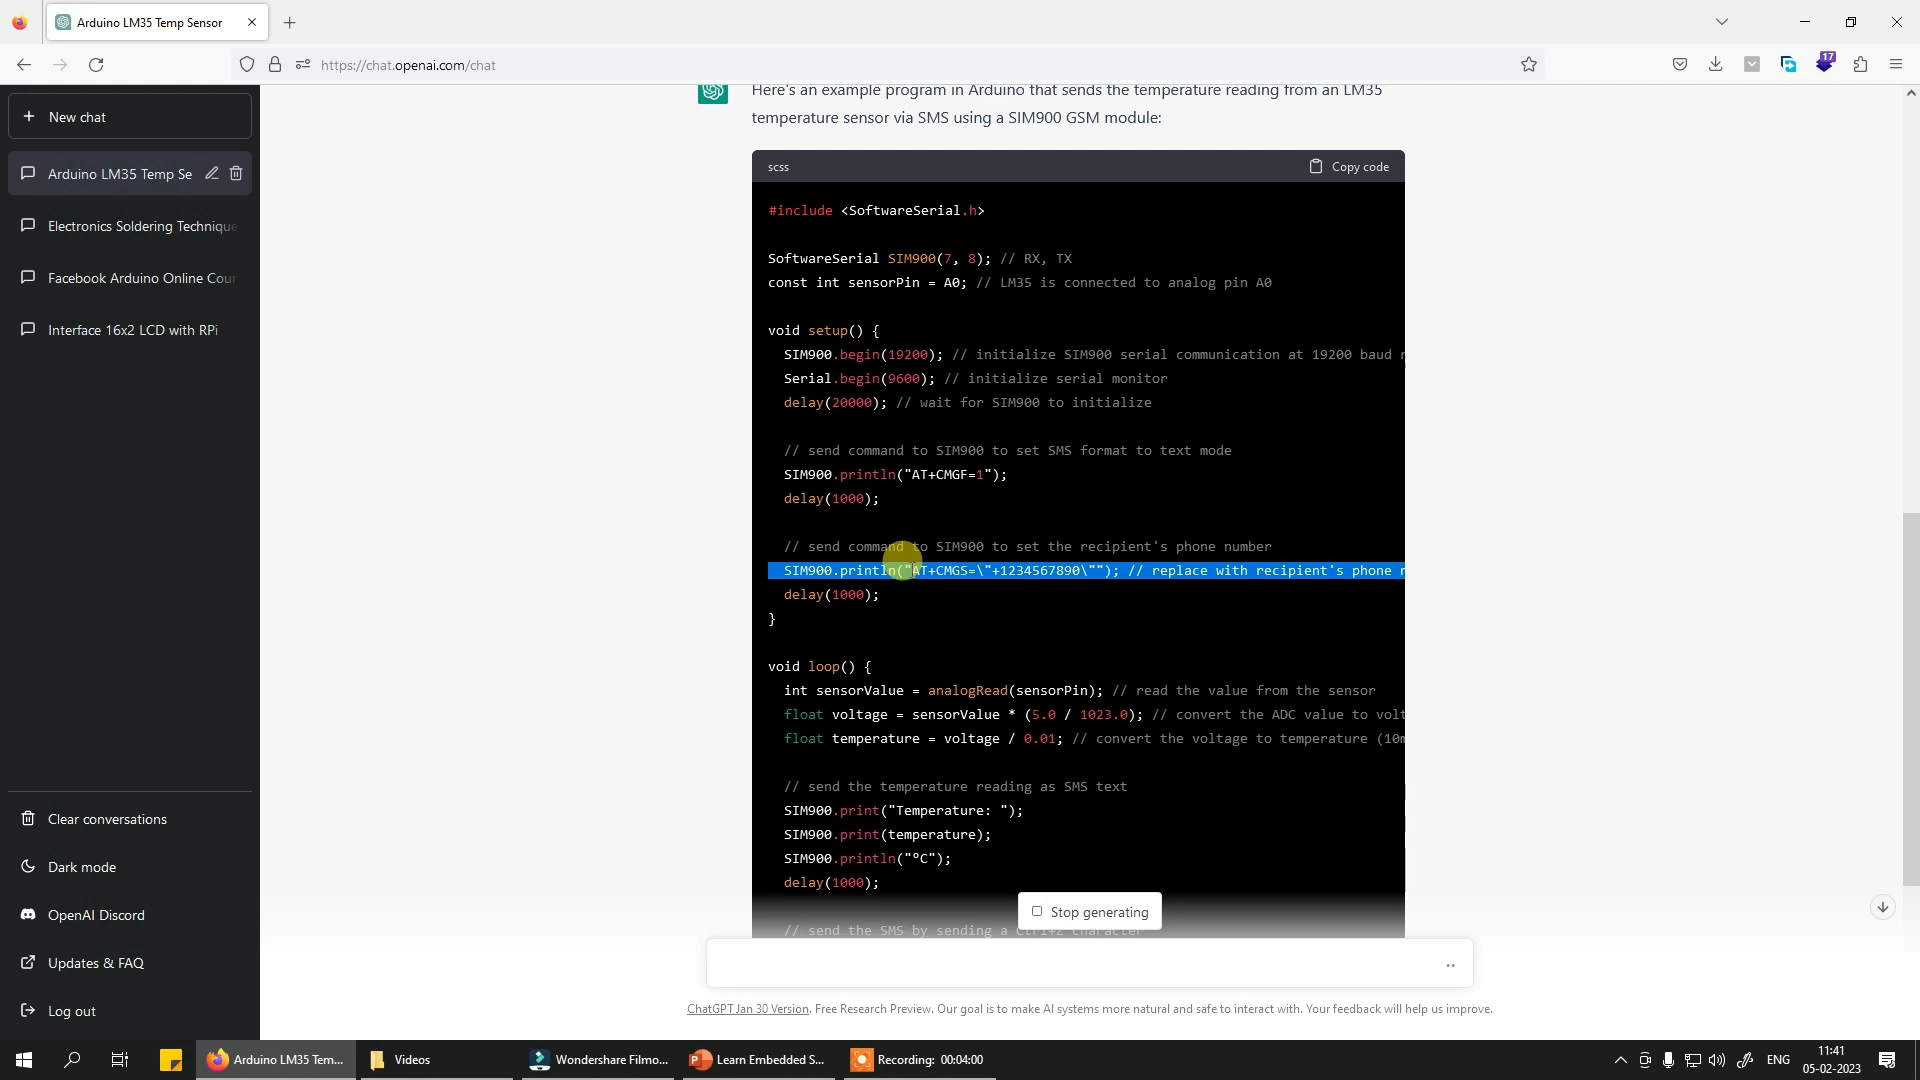 Arduino LM35 Temp Sensor
https://chat.openai.com/chat
17
New chat
Arduino LM35 Temp Se
Electronics Soldering Technique
Facebook Arduino Online Cour
Interface 16x2 LCD with RPi
Clear conversations
Dark mode
OpenAI Discord
Updates & FAQ
Log out
Here's an example program in Arduino that sends the temperature reading from an LM35
temperature sensor via SMS using a SIM900 GSM module:
scss
Copy code
#include <SoftwareSerial.h>
SoftwareSerial SIM900(7, 8); // RX, TX
const int sensorPin = A0; // LM35 is connected to analog pin A0
void setup() {
SIM900.begin(19200); // initialize SIM900 serial communication at 19200 baud r
Serial.begin(9600); // initialize serial monitor
delay(20000); // wait for SIM900 to initialize
// send command to SIM900 to set SMS format to text mode
SIM900.println("AT+CMGF=1");
delay(1000);
// send command to SIM900 to set the recipient's phone number
SIM900.println("AT+CMGS=\"+1234567890\""); // replace with recipient's phone n
delay(1000);
}
void loop() {
int sensorValue = analogRead(sensorPin); // read the value from the sensor
float voltage = sensorValue * (5.0 / 1023.0); // convert the ADC value to volt
float temperature = voltage / 0.01; // convert the voltage to temperature (10m
// send the temperature reading as SMS text
SIM900.print("Temperature: ");
SIM900.print(temperature);
SIM900.println("ºC");
delay(1000);
// send the SMS by sending a Ctrl+Z character
Stop generating
ChatGPT Jan 30 Version. Free Research Preview. Our goal is to make AI systems more natural and safe to interact with. Your feedback will help us improve.
Arduino LM35 Tem...
Videos
Wondershare Filmo...
Learn Embedded S...
Recording: 00:04:00
ENG
11:41
05-02-2023